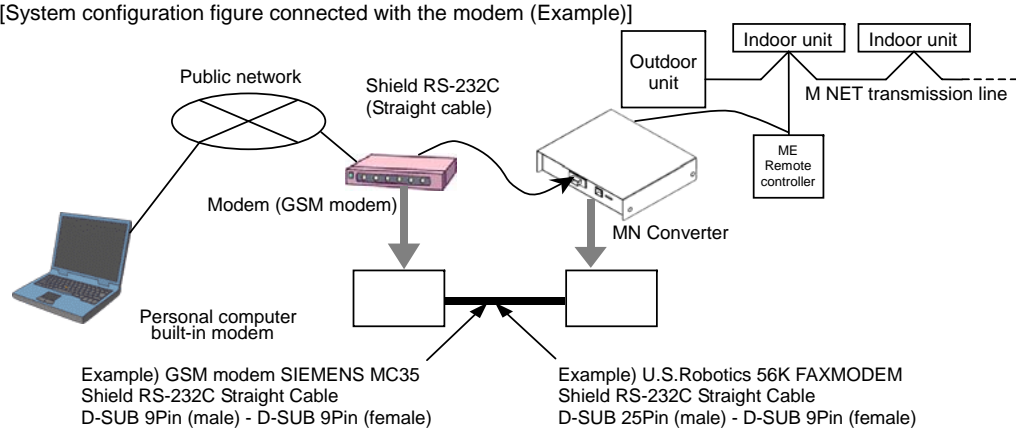 [System configuration figure connected with the modem (Example)]
Public network
Shield RS-232C
(Straight cable)
Outdoor
unit
Indoor unit
Indoor unit
M NET transmission line
ME
Remote
controller
Modem (GSM modem)
MN Converter
Personal computer
built-in modem
Example) GSM modem SIEMENS MC35
Shield RS-232C Straight Cable
D-SUB 9Pin (male) - D-SUB 9Pin (female)
Example) U.S.Robotics 56K FAXMODEM
Shield RS-232C Straight Cable
D-SUB 25Pin (male) - D-SUB 9Pin (female)